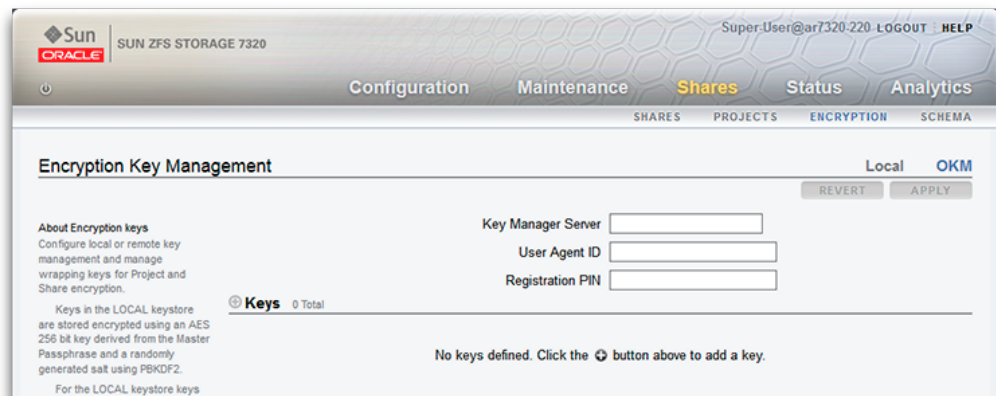 Sun
ORACLE
SUN ZFS STORAGE 7320
Super-User@ar7320-220 LOGOUT HELP
Configuration Maintenance Shares Status Analytics
SHARES PROJECTS ENCRYPTION SCHEMA
Encryption Key Management
Local OKM
REVERT APPLY
About Encryption keys
Configure local or remote key
management and manage
wrapping keys for Project and
Share encryption.
Keys in the LOCAL keystore
are stored encrypted using an AES
256 bit key derived from the Master
Passphrase and a randomly
generated salt using PBKDF2.
For the LOCAL keystore keys
Key Manager Server
User Agent ID
Registration PIN
Keys 0 Total
No keys defined. Click the button above to add a key.